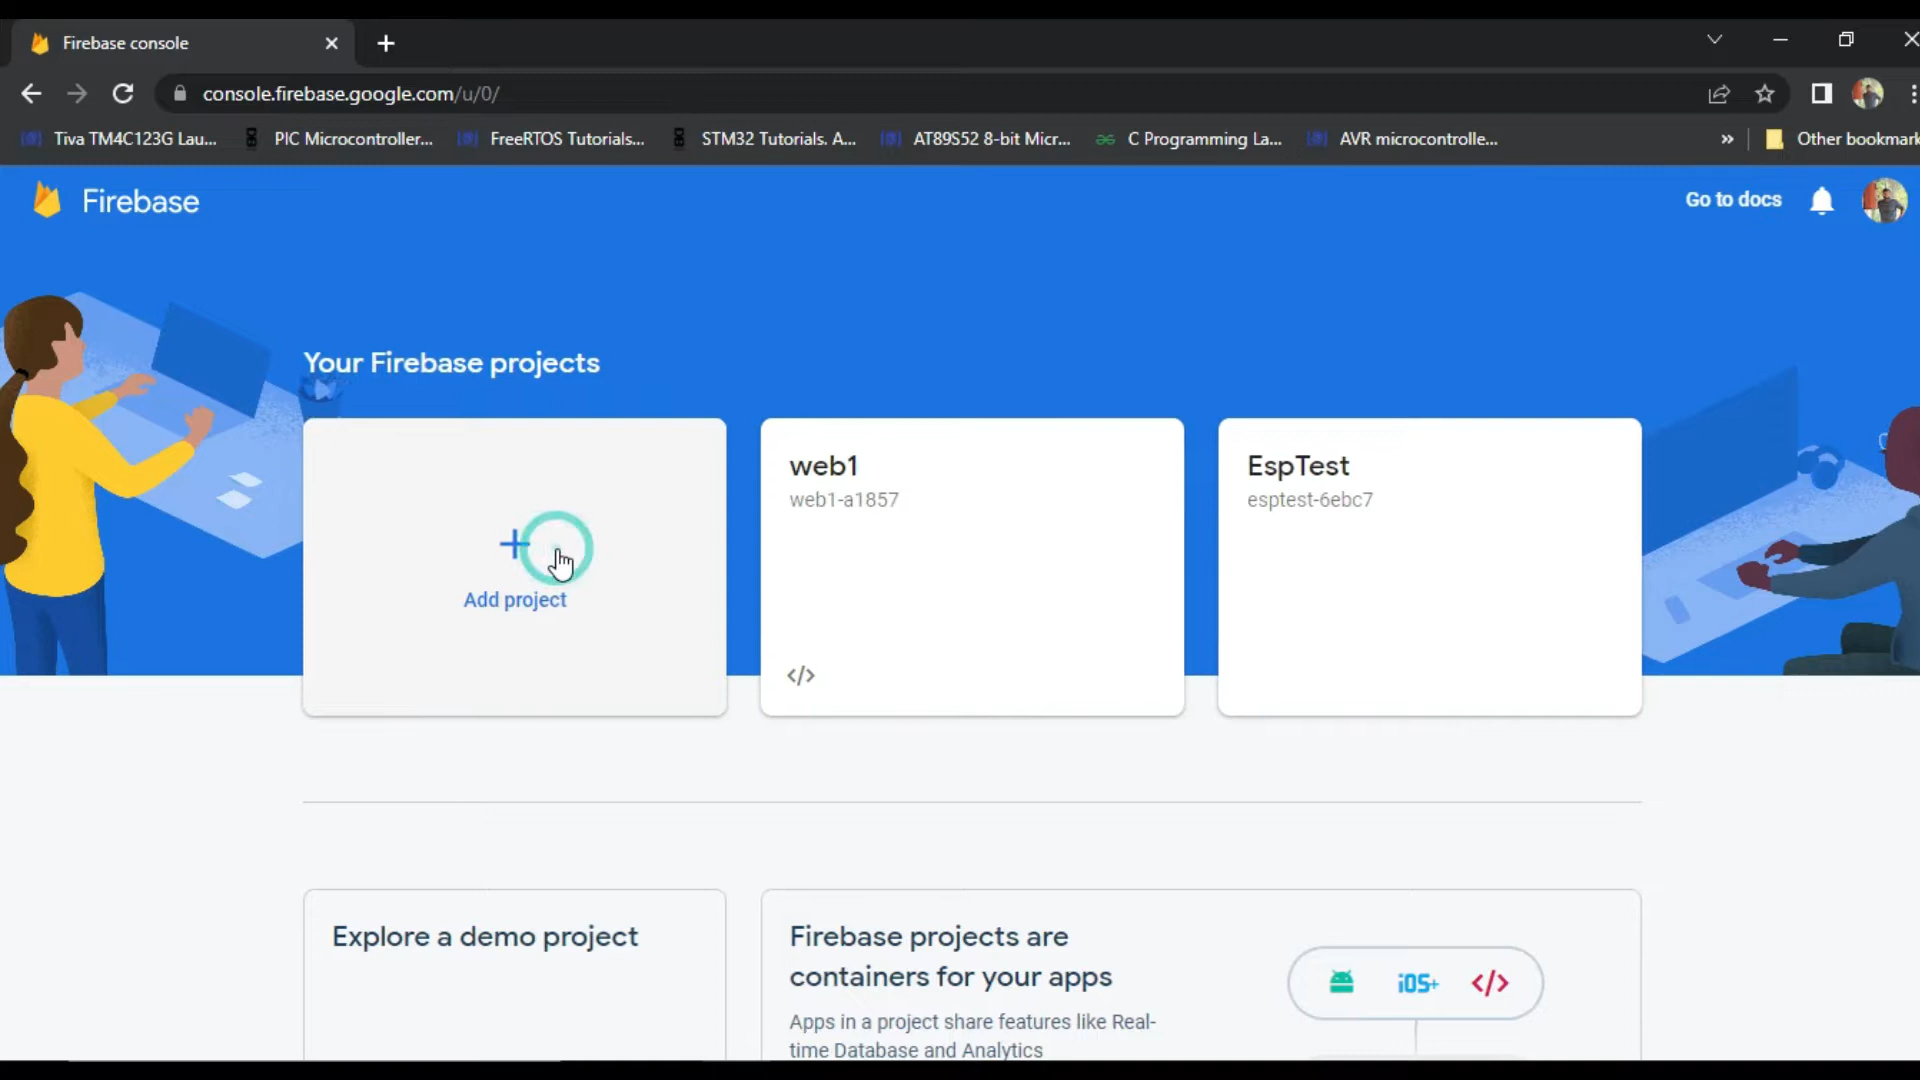 Firebase console
console.firebase.google.com/u/0/
Tiva TM4C123G Lau... PIC Microcontroller... FreeRTOS Tutorials... STM32 Tutorials. A... AT89S52 8-bit Micr... C Programming La... AVR microcontrolle... » Other bookmark
Firebase
Go to docs
Your Firebase projects
Add project
web1
web1-a1857
</>
EspTest
esptest-6ebc7
Explore a demo project
Firebase projects are
containers for your apps
Apps in a project share features like Real-
time Database and Analytics
iOS+ </>